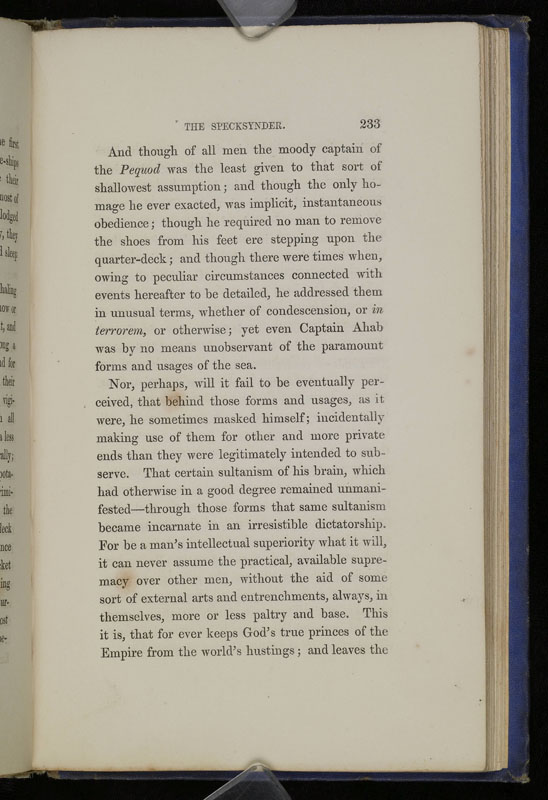 THE SPECKSYNDER. 233
And though of all men the moody captain of
the Pequod was the least given to that sort of
shallowest assumption; and though the only ho-
mage he ever exacted, was implicit, instantaneous
obedience; though he required no man to remove
the shoes from his feet ere stepping upon the
quarter-deck; and though there were times when,
owing to peculiar circumstances connected with
events hereafter to be detailed, he addressed them
in unusual terms, whether of condescension, or in
terrorem, or otherwise; yet even Captain Ahab
was by no means unobservant of the paramount
forms and usages of the sea.
Nor, perhaps, will it fail to be eventually per-
ceived, that behind those forms and usages, as it
were, he sometimes masked himself; incidentally
making use of them for other and more private
ends than they were legitimately intended to sub-
serve. That certain sultanism of his brain, which
had otherwise in a good degree remained unmani-
fested—through those forms that same sultanism
became incarnate in an irresistible dictatorship.
For be a man's intellectual superiority what it will,
it can never assume the practical, available supre-
macy over other men, without the aid of some
sort of external arts and entrenchments, always, in
themselves, more or less paltry and base. This
it is, that for ever keeps God's true princes of the
Empire from the world's hustings; and leaves the